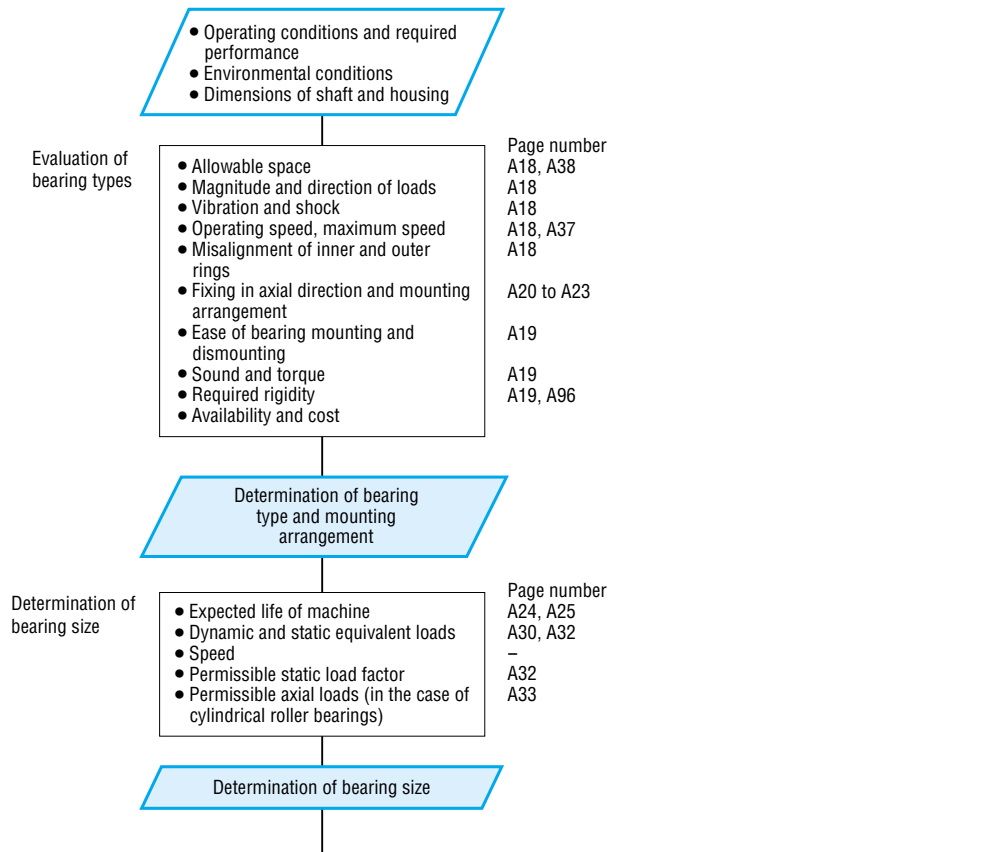 ● Operating conditions and required
performance
● Environmental conditions
● Dimensions of shaft and housing
Evaluation of
bearing types
Page number
● Allowable space A18, A38
● Magnitude and direction of loads A18
● Vibration and shock A18
● Operating speed, maximum speed A18, A37
● Misalignment of inner and outer A18
rings
● Fixing in axial direction and mounting A20 to A23
arrangement
● Ease of bearing mounting and A19
dismounting
● Sound and torque A19
● Required rigidity A19, A96
● Availability and cost
Determination of bearing
type and mounting
arrangement
Determination of
bearing size
Page number
● Expected life of machine A24, A25
● Dynamic and static equivalent loads A30, A32
● Speed –
● Permissible static load factor A32
● Permissible axial loads (in the case of A33
cylindrical roller bearings)
Determination of bearing size